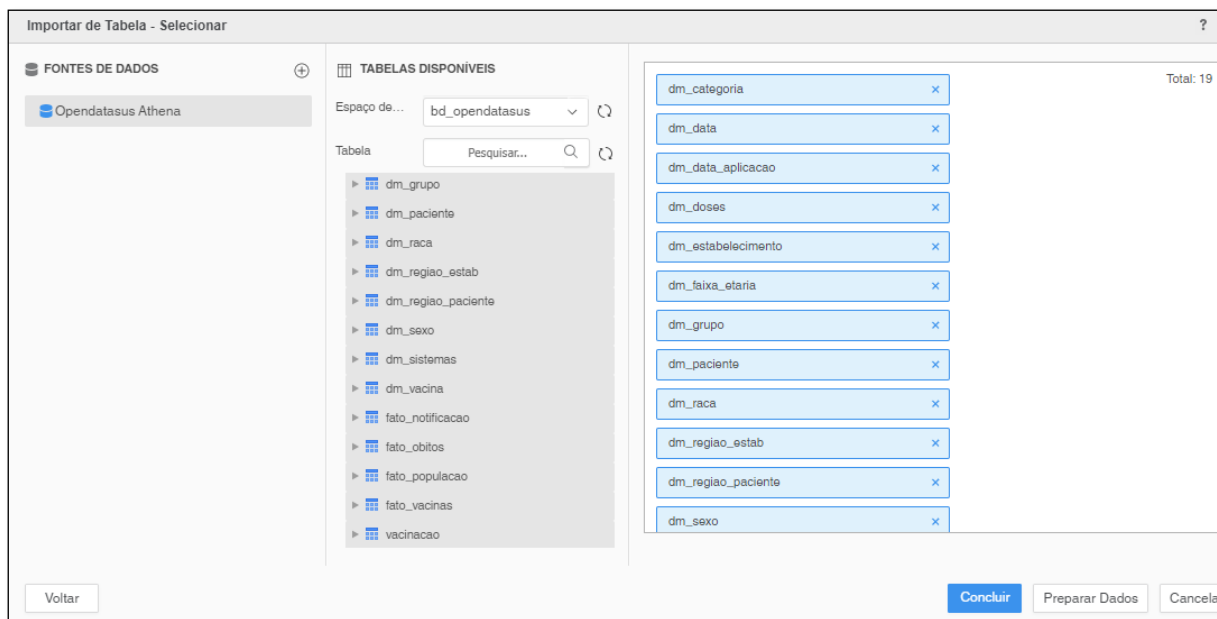 Importar de Tabela - Selecionar
?
FONTES DE DADOS
Opendatasus Athena
TABELAS DISPONÍVEIS
Espaço de...
bd_opendatasus
Tabela
Pesquisar...
dm_grupo
dm_paciente
dm_raca
dm_regiao_estab
dm_regiao_paciente
dm_sexo
dm_sistemas
dm_vacina
fato_notificacao
fato_obitos
fato_populacao
fato_vacinas
vacinacao
Total: 19
dm_categoria
dm_data
dm_data_aplicacao
dm_doses
dm_estabelecimento
dm_faixa_etaria
dm_grupo
dm_paciente
dm_raca
dm_regiao_estab
dm_regiao_paciente
dm_sexo
Voltar
Concluir
Preparar Dados
Cancela